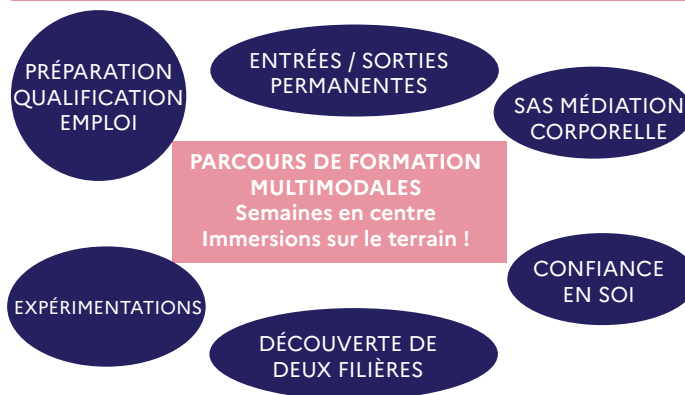 PRÉPARATION
QUALIFICATION
EMPLOI
ENTRÉES / SORTIES
PERMANENTES
SAS MÉDIATION
CORPORELLE
PARCOURS DE FORMATION
MULTIMODALES
Semaines en centre
Immersions sur le terrain !
EXPÉRIMENTATIONS
DÉCOUVERTE DE
DEUX FILIÈRES
CONFIANCE
EN SOI